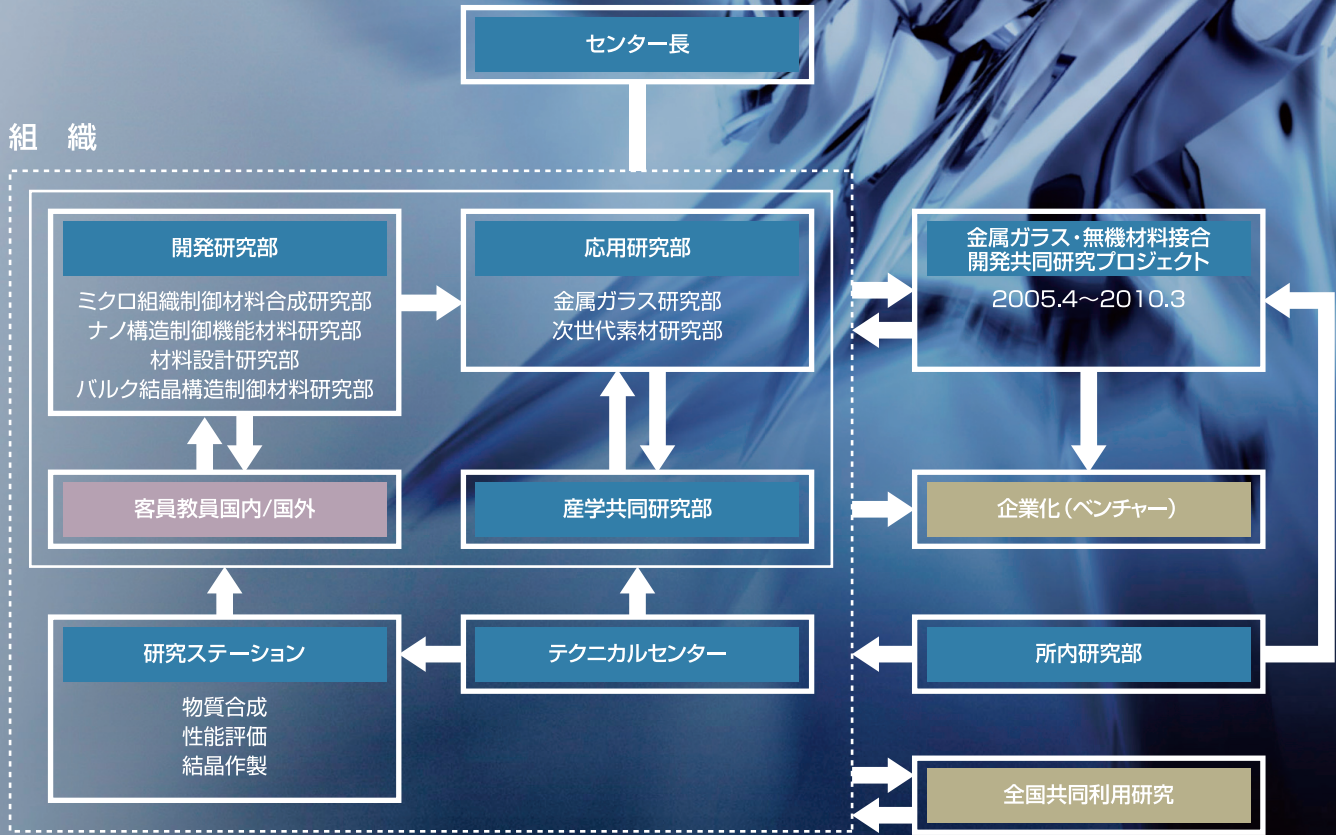 センター長
組 織
開発研究部
ミクロ組織制御材料合成研究部
ナノ構造制御機能材料研究部
材料設計研究部
バルク結晶構造制御材料研究部
応用研究部
金属ガラス研究部
次世代素材研究部
金属ガラス・無機材料接合
開発共同研究プロジェクト
2005.4〜2010.3
客員教員国内/国外
産学共同研究部
企業化(ベンチャー)
研究ステーション
物質合成
性能評価
結晶作製
テクニカルセンター
所内研究部
全国共同利用研究